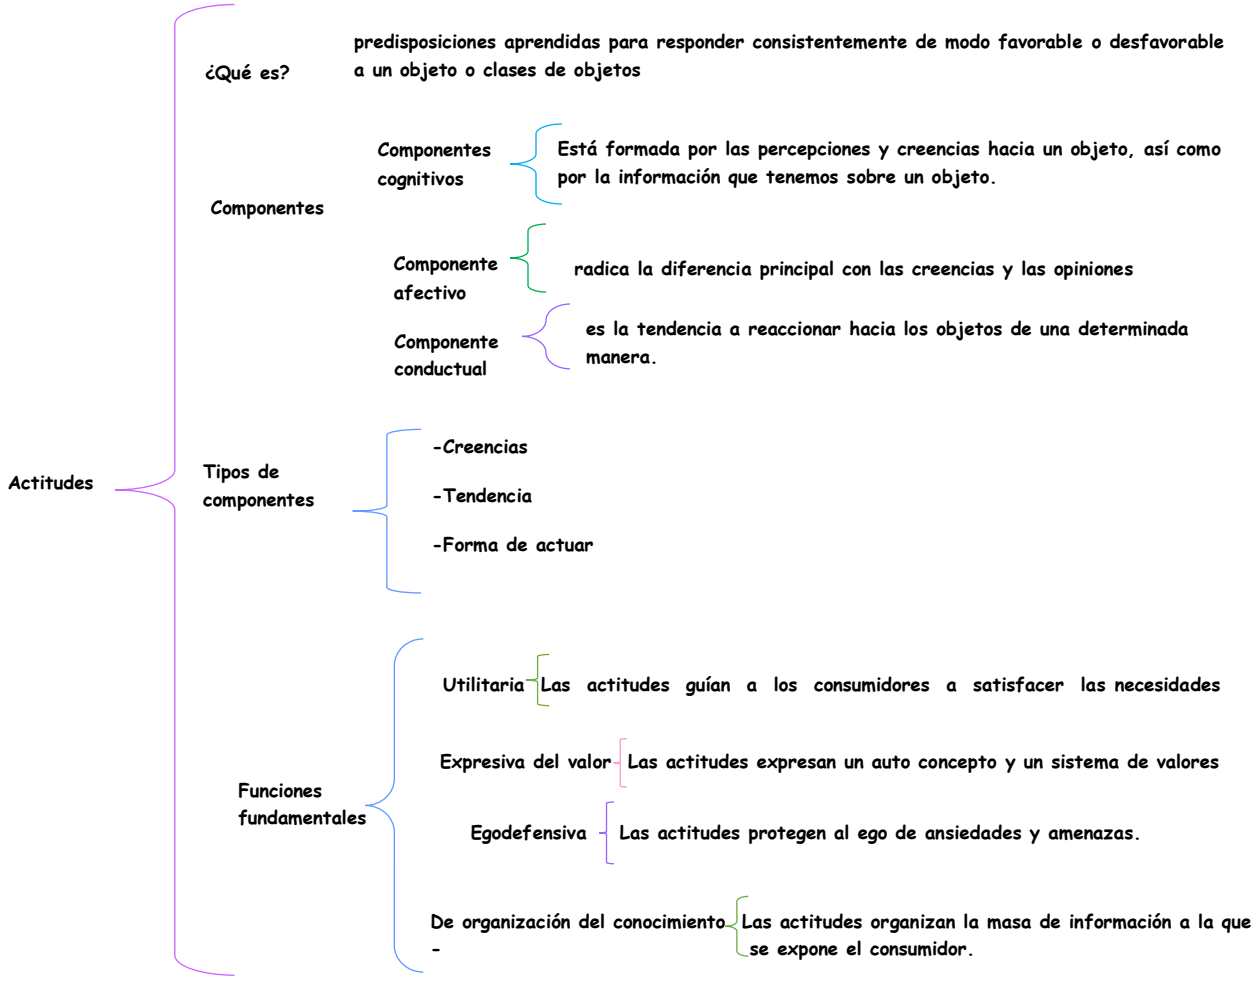 predisposiciones aprendidas para responder consistentemente de modo favorable o desfavorable
a un objeto o clases de objetos
¿Qué es?
Componentes
cognitivos
Está formada por las percepciones y creencias hacia un objeto, así como
por la información que tenemos sobre un objeto.
Componentes
Componente
afectivo
radica la diferencia principal con las creencias y las opiniones
Componente
conductual
es la tendencia a reaccionar hacia los objetos de una determinada
manera.
Actitudes
Tipos de
componentes
-Creencias
-Tendencia
-Forma de actuar
Funciones
fundamentales
Utilitaria
Las actitudes guían a los consumidores a satisfacer las necesidades
Expresiva del valor
Las actitudes expresan un auto concepto y un sistema de valores
Egodefensiva
Las actitudes protegen al ego de ansiedades y amenazas.
De organización del conocimiento
-
Las actitudes organizan la masa de información a la que
se expone el consumidor.